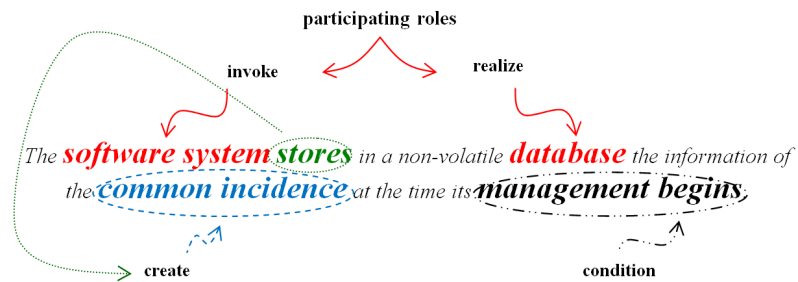 participating roles
invoke realize
The software system stores in a non-volatile database the information of
the common incidence at the time its management begins
create condition